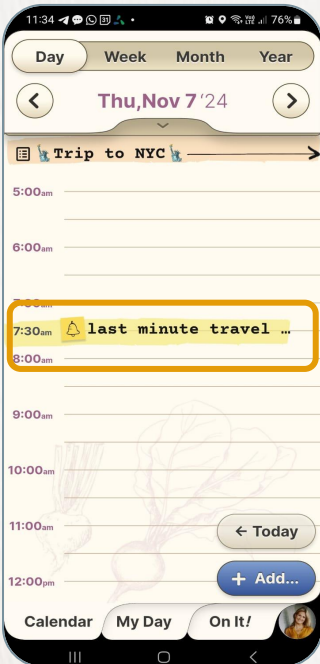 11:34
76%
Day Week Month Year
Thu,Nov 7 ‘24
Trip to NYC
5:00am
6:00am
7:30am last minute travel …
8:00am
9:00am
10:00am
11:00am
← Today
12:00pm + Add...
Calendar My Day On It!